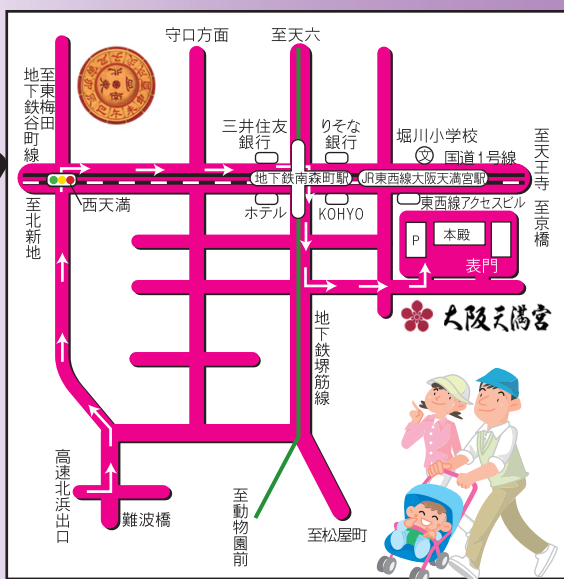 守口方面
至天六
至東梅田
地下鉄谷町線
三井住友
銀行
りそな
銀行
堀川小学校
文
国道1号線
至天王寺
至京橋
地下鉄南森町駅
JR東西線大阪天満宮駅
西天満
至北新地
ホテル
KOHYO
東西線アクセスビル
P
本殿
表門
大阪天満宮
地下鉄堺筋線
高速北浜出口
難波橋
至動物園前
至松屋町